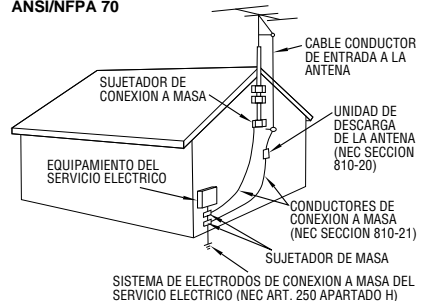 ANSI/NFPA 70
CABLE CONDUCTOR
DE ENTRADA A LA
ANTENA
SUJETADOR DE
CONEXION A MASA
UNIDAD DE
DESCARGA
DE LA ANTENA
(NEC SECCION
810-20)
EQUIPAMIENTO DEL
SERVICIO ELECTRICO
CONDUCTORES DE
CONEXION A MASA
(NEC SECCION 810-21)
SUJETADOR DE MASA
SISTEMA DE ELECTRODOS DE CONEXION A MASA DEL
SERVICIO ELECTRICO (NEC ART. 250 APARTADO H)